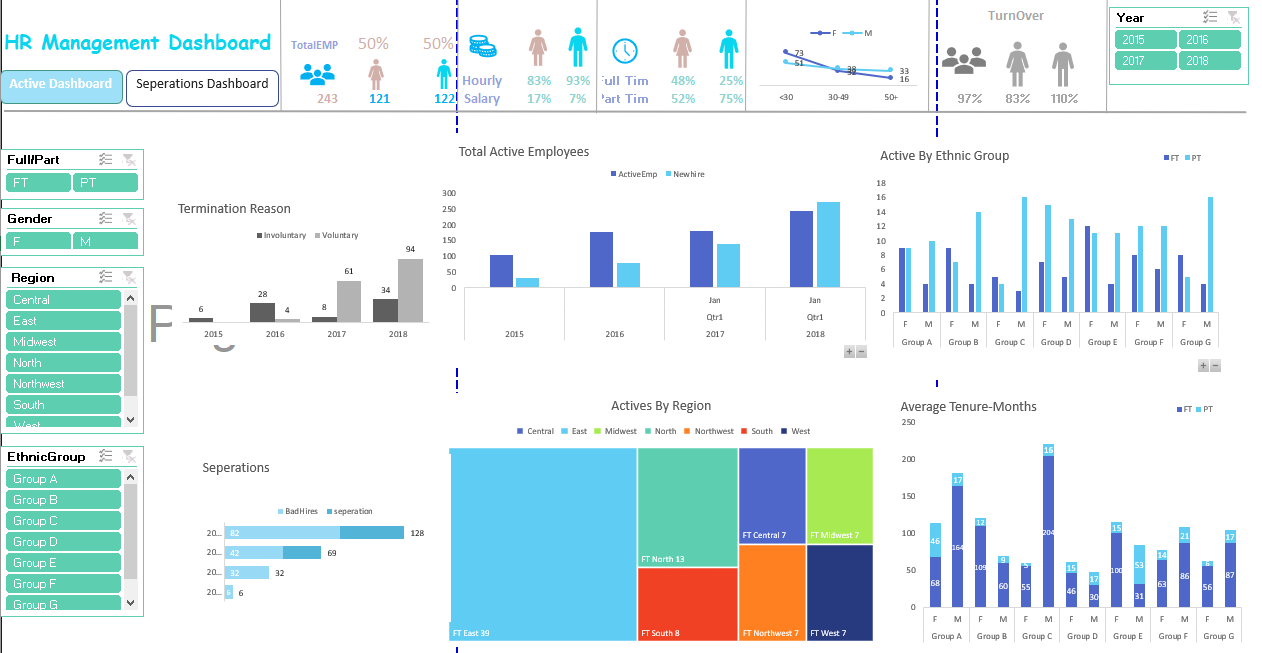 HR Management Dashboard
Active Dashboard
Seperations Dashboard
TotalEMP 50% 50%
243 121 122
Hourly 83% 93%
Salary 17% 7%
Full Tim 48% 25%
Part Tim 52% 75%
F M
73
51
38
32
33
16
<30 30-49 50+
TurnOver
97% 83% 110%
Year
2015 2016
2017 2018
Full/Part
FT PT
Gender
F M
Region
Central
East
Midwest
North
Northwest
South
West
EthnicGroup
Group A
Group B
Group C
Group D
Group E
Group F
Group G
Termination Reason
Involuntary Voluntary
6 28 4 8 61 34 94
2015 2016 2017 2018
Total Active Employees
ActiveEmp Newhire
300
250
200
150
100
50
0
Jan Jan
Qtr1 Qtr1
2015 2016 2017 2018
Active By Ethnic Group
FT PT
18
16
14
12
10
8
6
4
2
0
F M F M F M F M F M F M F M
Group A Group B Group C Group D Group E Group F Group G
Seperations
BadHires seperation
20... 82 128
20... 42 69
20... 32 32
20... 6 6
Actives By Region
Central East Midwest North Northwest South West
FT Central 7
FT Midwest 7
FT North 13
FT East 39
FT South 8
FT Northwest 7
FT West 7
Average Tenure-Months
FT PT
250
200
150
100
50
0
46 17 12 9 5 16 15 17 15 53 14 21 17
68 164 109 60 55 204 46 30 100 31 63 86 56 87
F M F M F M F M F M F M F M
Group A Group B Group C Group D Group E Group F Group G